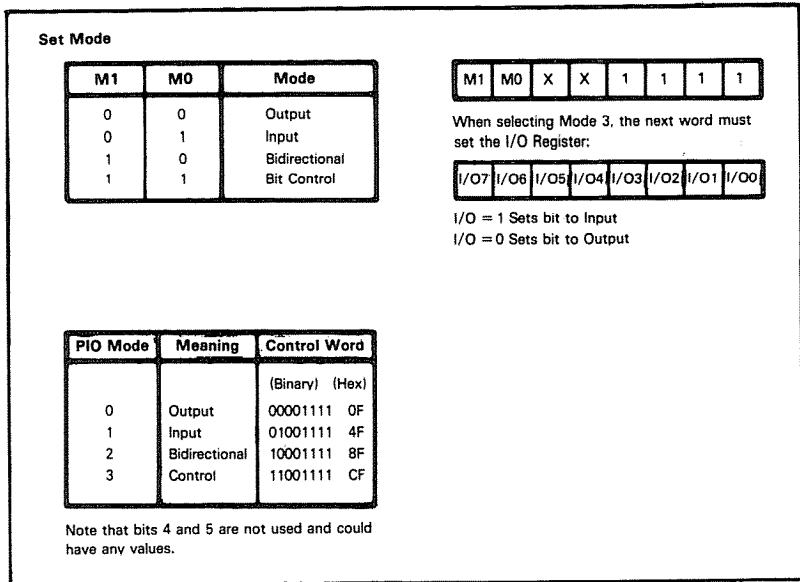 Set Mode
M1 M0 Mode
0 0 Output
0 1 Input
1 0 Bidirectional
1 1 Bit Control
M1 M0 X X 1 1 1 1
When selecting Mode 3, the next word must
set the I/O Register:
I/O7 I/O6 I/O5 I/O4 I/O3 I/O2 I/O1 I/O0
I/O = 1 Sets bit to Input
I/O = 0 Sets bit to Output
PIO Mode Meaning Control Word
(Binary) (Hex)
0 Output 00001111 0F
1 Input 01001111 4F
2 Bidirectional 10001111 8F
3 Control 11001111 CF
Note that bits 4 and 5 are not used and could
have any values.